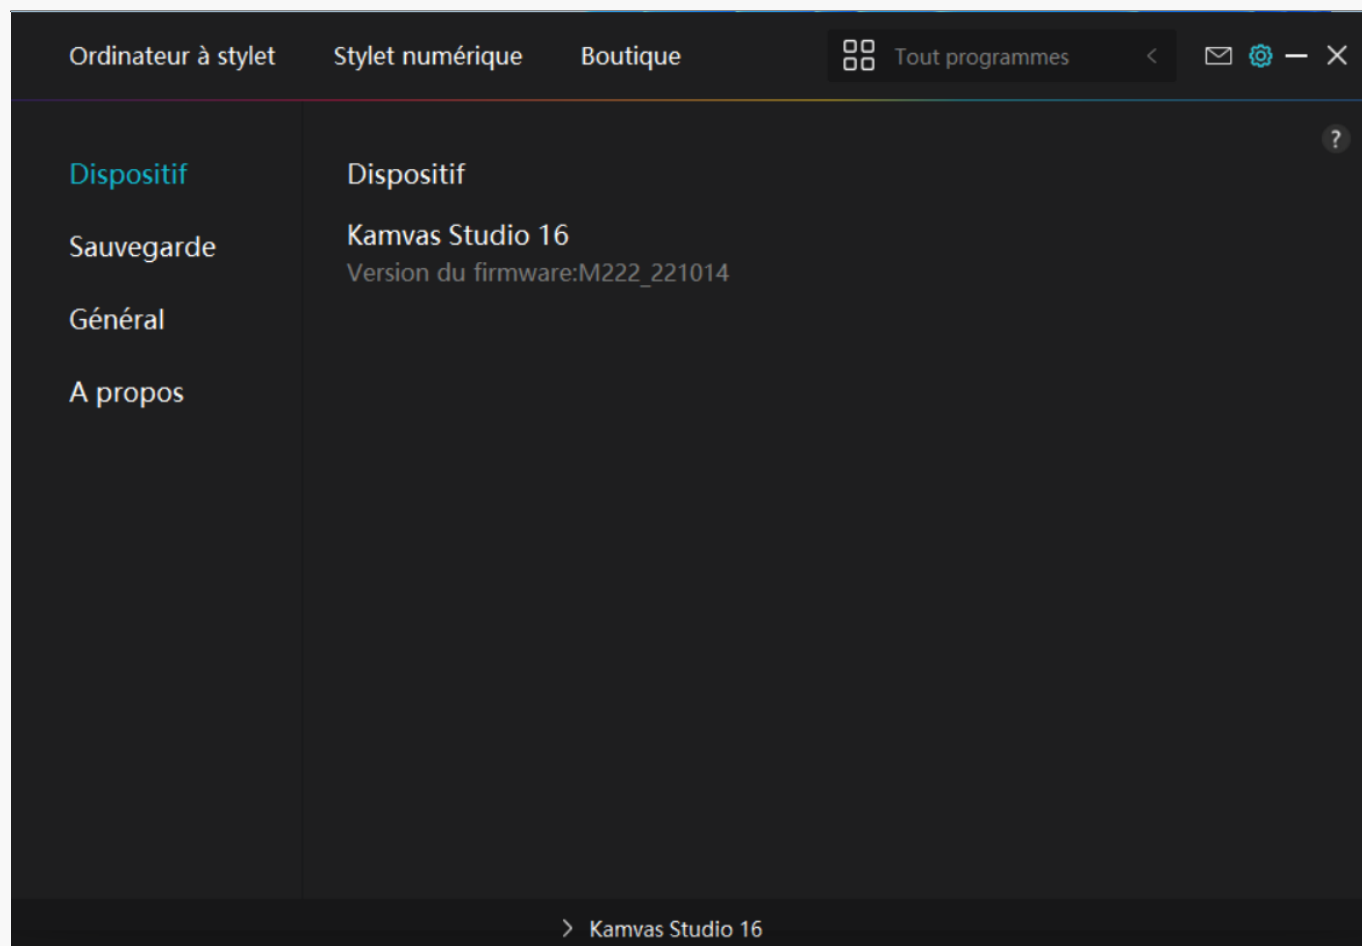 Ordinateur à stylet Stylet numérique Boutique Tout programmes <
?
Dispositif
Sauvegarde
Général
A propos
Dispositif
Kamvas Studio 16
Version du firmware:M222_221014
> Kamvas Studio 16